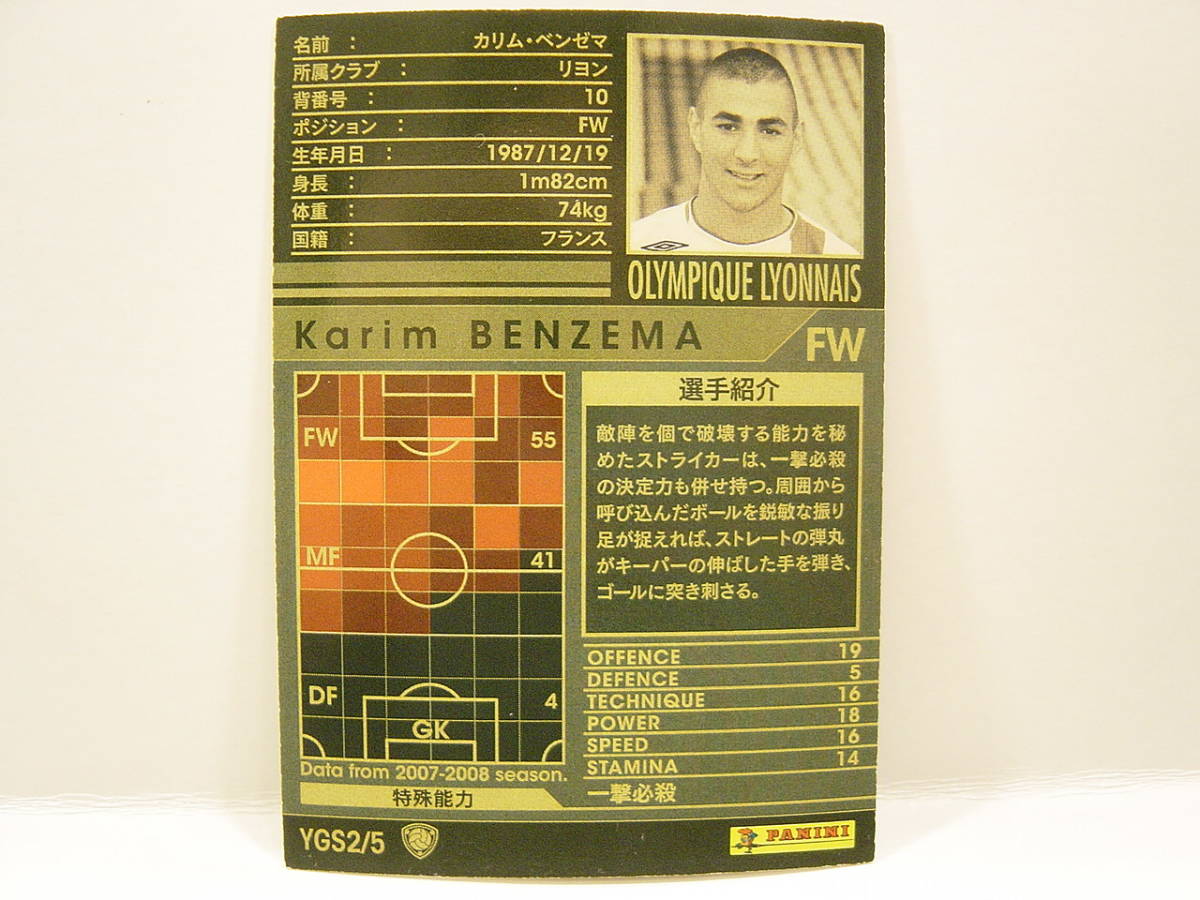 名前 : カリム・ベンゼマ
所属クラブ : リヨン
背番号 : 10
ポジション : FW
生年月日 : 1987/12/19
身長 : 1m82cm
体重 : 74kg
国籍 : フランス
OLYMPIQUE LYONNAIS
Karim BENZEMA
FW
FW 55
MF 41
DF 4
GK
Data from 2007-2008 season.
選手紹介
敵陣を個で破壊する能力を秘
めたストライカーは、一撃必殺
の決定力も併せ持つ。周囲から
呼び込んだボールを鋭敏な振り
足が捉えれば、ストレートの弾丸
がキーパーの伸ばした手を弾き、
ゴールに突き刺さる。
OFFENCE 19
DEFENCE 5
TECHNIQUE 16
POWER 18
SPEED 16
STAMINA 14
特殊能力 一撃必殺
YGS2/5
PANINI